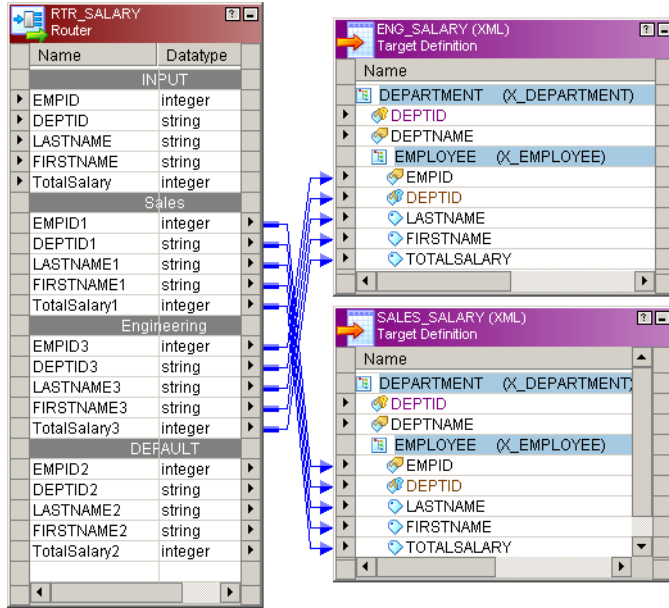 RTR_SALARY
Router
Name Datatype
INPUT
EMPID integer
DEPTID string
LASTNAME string
FIRSTNAME string
TotalSalary integer
Sales
EMPID1 integer
DEPTID1 string
LASTNAME1 string
FIRSTNAME1 string
TotalSalary1 integer
Engineering
EMPID3 integer
DEPTID3 string
LASTNAME3 string
FIRSTNAME3 string
TotalSalary3 integer
DEFAULT
EMPID2 integer
DEPTID2 string
LASTNAME2 string
FIRSTNAME2 string
TotalSalary2 integer
ENG_SALARY (XML)
Target Definition
Name
DEPARTMENT (X_DEPARTMENT)
DEPTID
DEPTNAME
EMPLOYEE (X_EMPLOYEE)
EMPID
DEPTID
LASTNAME
FIRSTNAME
TOTALSALARY
SALES_SALARY (XML)
Target Definition
Name
DEPARTMENT (X_DEPARTMENT)
DEPTID
DEPTNAME
EMPLOYEE (X_EMPLOYEE)
EMPID
DEPTID
LASTNAME
FIRSTNAME
TOTALSALARY